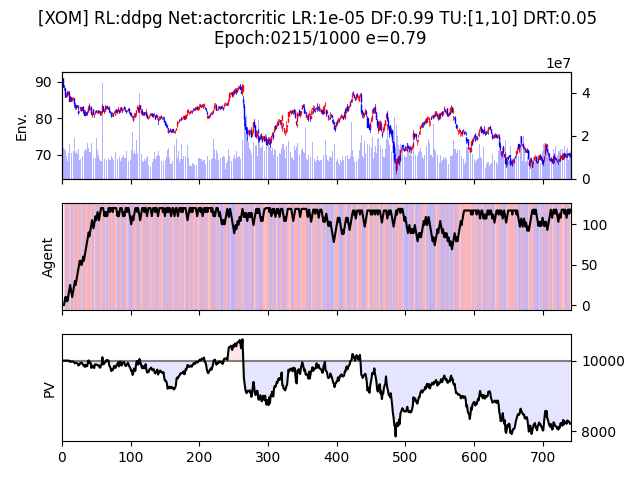 [XOM] RL:ddpg Net:actorcritic LR:1e-05 DF:0.99 TU:[1,10] DRT:0.05
Epoch:0215/1000 e=0.79
1e7
Env.
90
80
70
4
2
0
Agent
100
50
0
PV
10000
8000
0 100 200 300 400 500 600 700